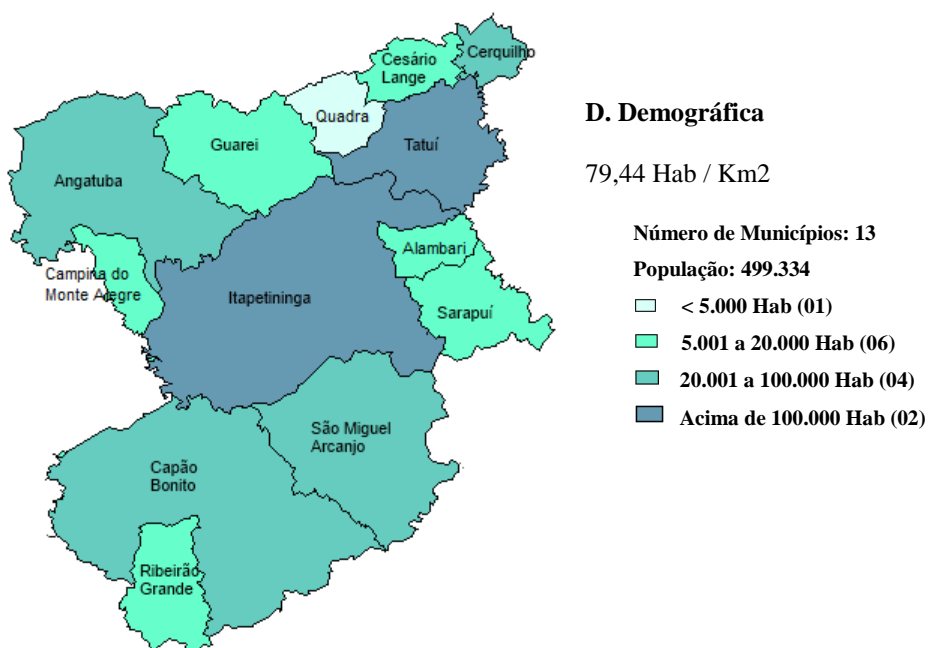 Cerquilho
Cesário
Lange
Quadra
Tatuí
Guarei
Angatuba
Alambari
Campina do
Monte Alegre
Itapetininga
Sarapuí
São Miguel
Arcanjo
Capão
Bonito
Ribeirão
Grande
D. Demográfica
79,44 Hab / Km2
Número de Municípios: 13
População: 499.334
< 5.000 Hab (01)
5.001 a 20.000 Hab (06)
20.001 a 100.000 Hab (04)
Acima de 100.000 Hab (02)